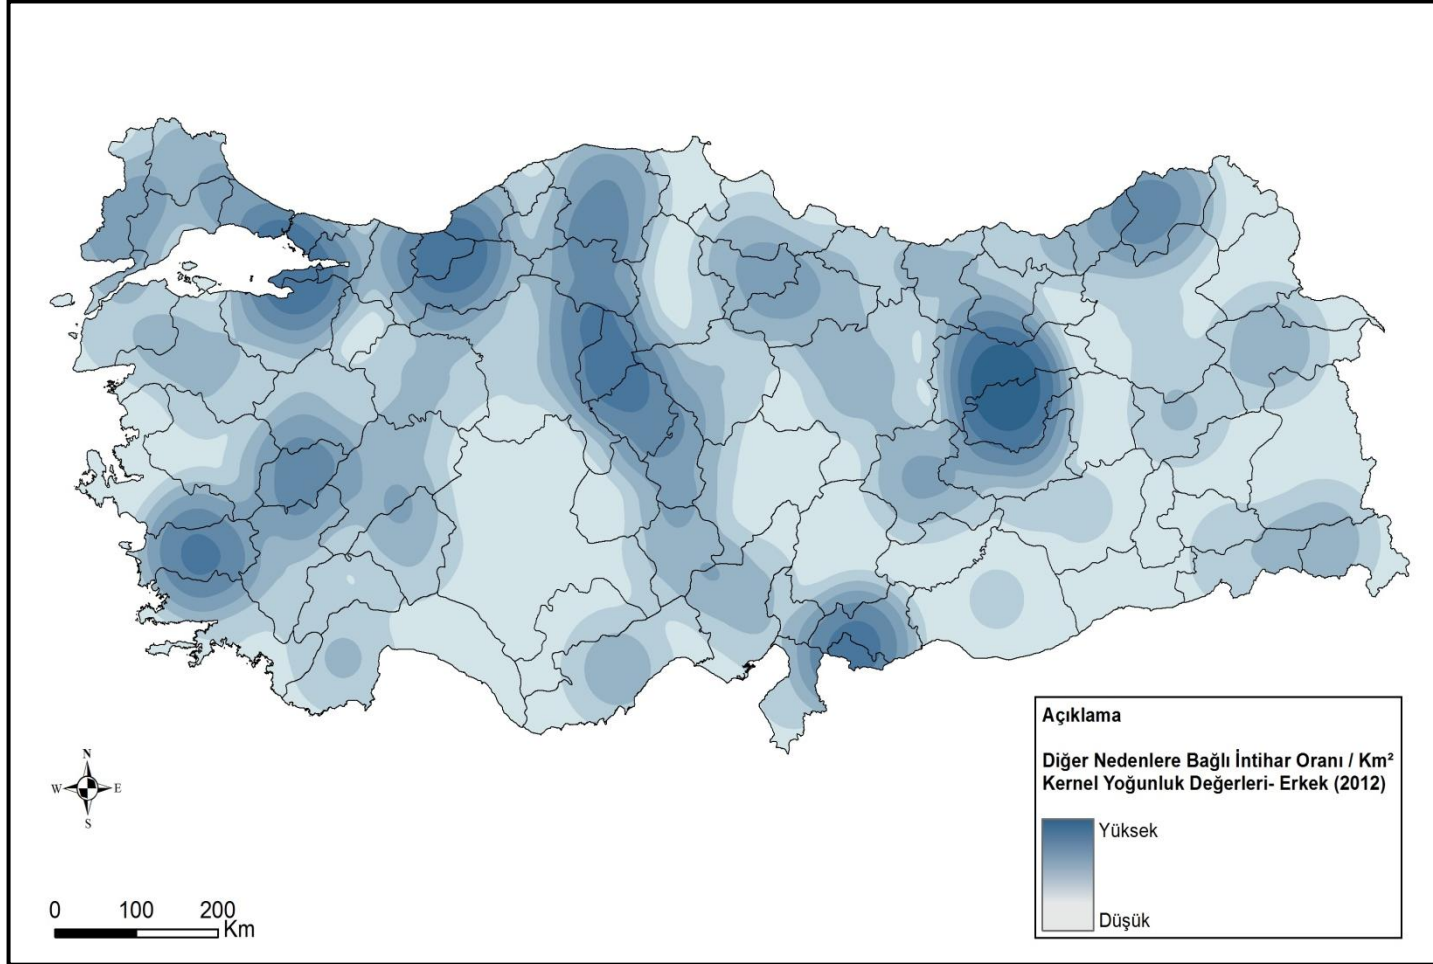 N
W E
S
0 100 200
Km
Açıklama
Diğer Nedenlere Bağlı İntihar Oranı / Km²
Kernel Yoğunluk Değerleri- Erkek (2012)
Yüksek
Düşük